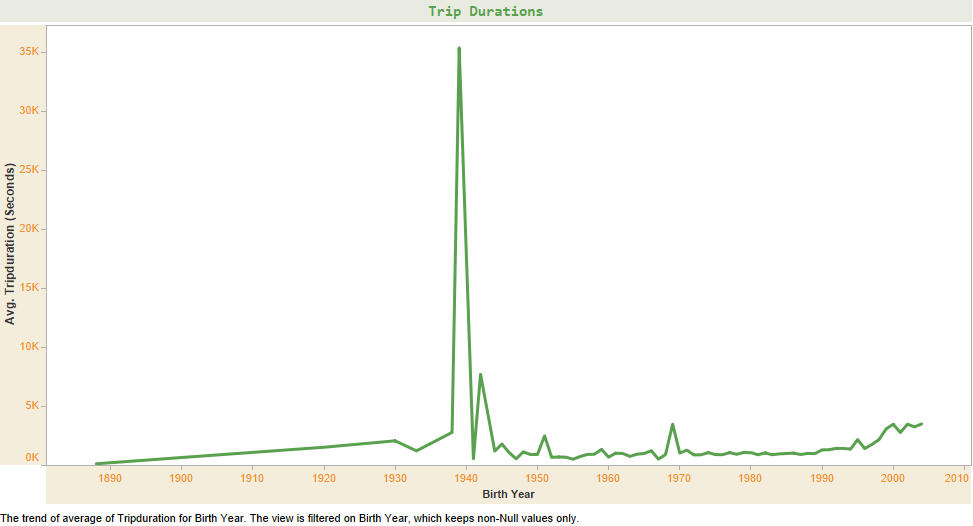 Trip Durations
Avg. Tripduration (Seconds)
35K
30K
25K
20K
15K
10K
5K
0K
1890 1900 1910 1920 1930 1940 1950 1960 1970 1980 1990 2000 2010
Birth Year
The trend of average of Tripduration for Birth Year. The view is filtered on Birth Year, which keeps non-Null values only.